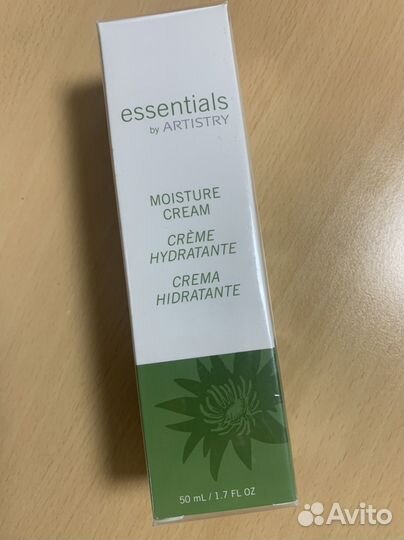 essentials
by ARTISTRY
MOISTURE
CREAM
CRÈME
HYDRATANTE
CREMA
HIDRATANTE
50 mL / 1.7 FL OZ
Avito